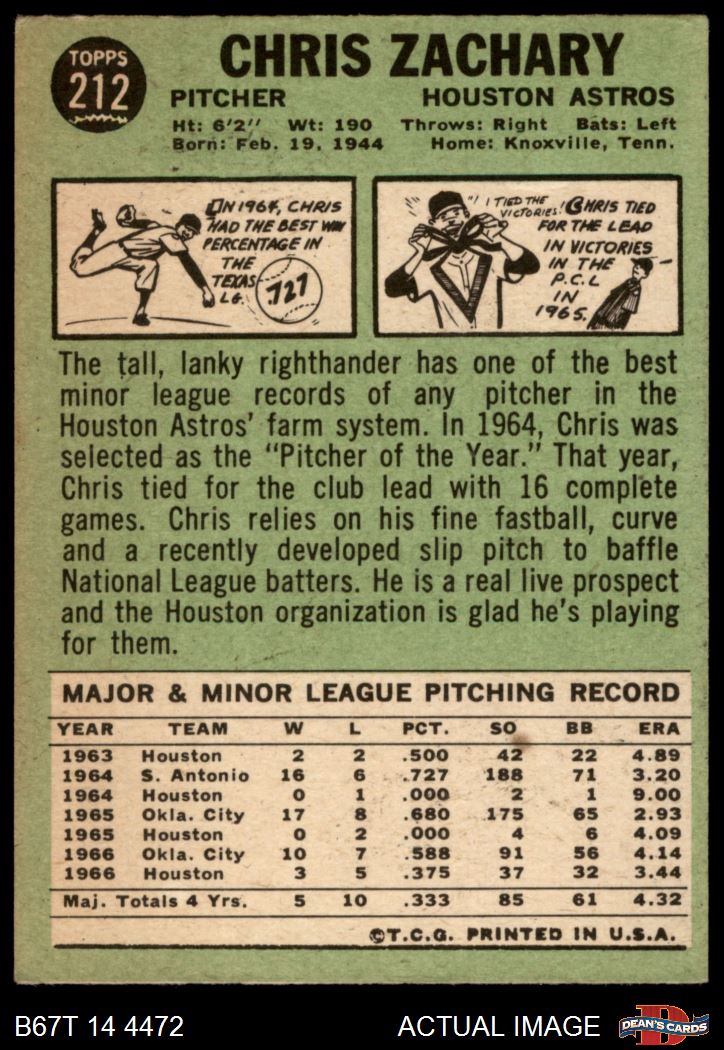 TOPPS
212
CHRIS ZACHARY
PITCHER HOUSTON ASTROS
Ht: 6'2" Wt: 190 Throws: Right Bats: Left
Born: Feb. 19, 1944 Home: Knoxville, Tenn.
IN 1964, CHRIS
HAD THE BEST WIN
PERCENTAGE IN
THE
TEXAS
LG.
.727
"I TIED THE
VICTORIES!
CHRIS TIED
FOR THE LEAD
IN VICTORIES
IN THE
P.C.L
IN
1965.
The tall, lanky righthander has one of the best
minor league records of any pitcher in the
Houston Astros' farm system. In 1964, Chris was
selected as the "Pitcher of the Year." That year,
Chris tied for the club lead with 16 complete
games. Chris relies on his fine fastball, curve
and a recently developed slip pitch to baffle
National League batters. He is a real live prospect
and the Houston organization is glad he's playing
for them.
MAJOR & MINOR LEAGUE PITCHING RECORD
YEAR TEAM W L PCT. SO BB ERA
1963 Houston 2 2 .500 42 22 4.89
1964 S. Antonio 16 6 .727 188 71 3.20
1964 Houston 0 1 .000 2 1 9.00
1965 Okla. City 17 8 .680 175 65 2.93
1965 Houston 0 2 .000 4 6 4.09
1966 Okla. City 10 7 .588 91 56 4.14
1966 Houston 3 5 .375 37 32 3.44
Maj. Totals 4 Yrs. 5 10 .333 85 61 4.32
©T.C.G. PRINTED IN U.S.A.
B67T 14 4472 ACTUAL IMAGE
D
DEAN'S CARDS